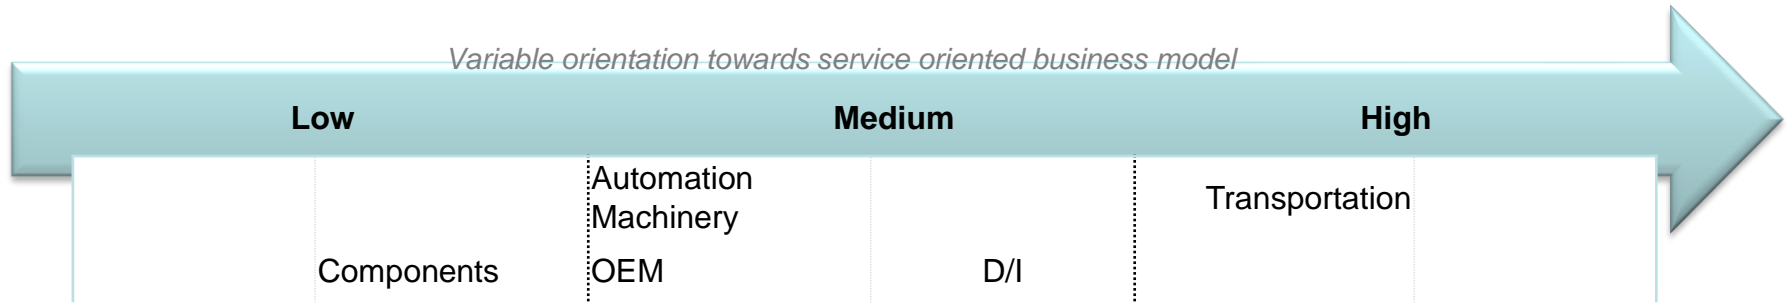 Variable orientation towards service oriented business model
Low Medium High
Automation
Machinery
Transportation
Components OEM D/I